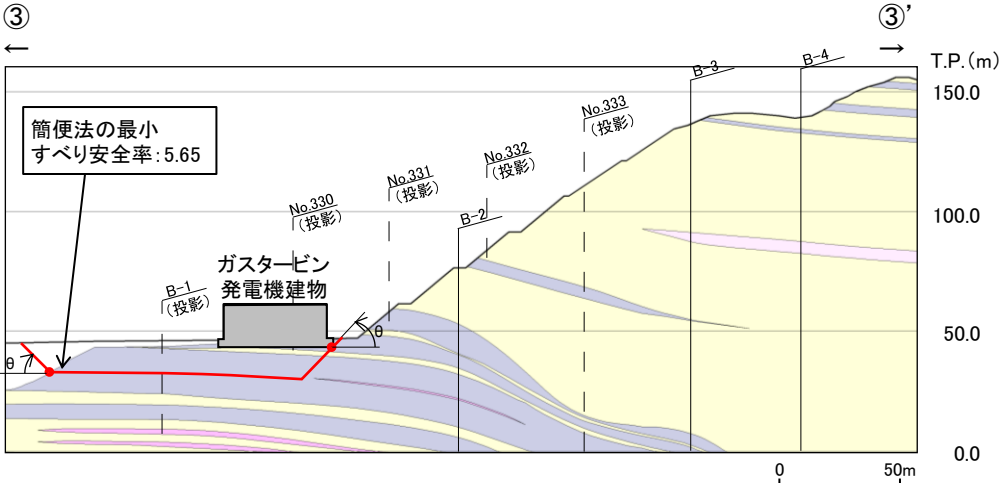 ③
③’
←
→
T.P.(m)
B-3
B-4
150.0
簡便法の最小
すべり安全率:5.65
No.333
(投影)
No.332
(投影)
No.331
(投影)
No.330
(投影)
100.0
B-2
ガスタービン
発電機建物
B-1
(投影)
θ
θ
50.0
0.0
0
50m